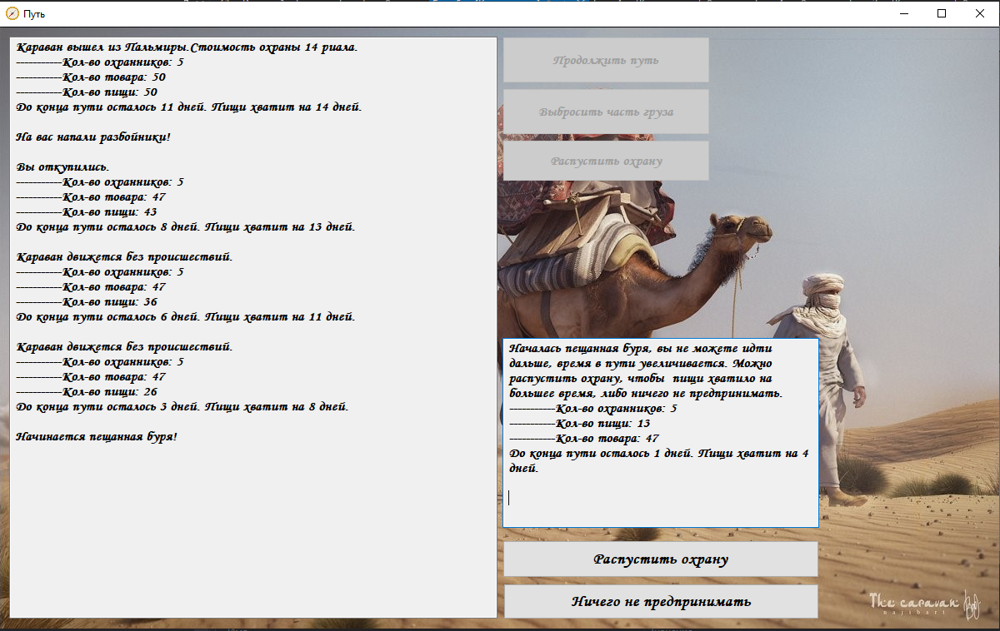 Путь
Караван вышел из Пальмиры.Стоимость охраны 14 риала.
-----------Кол-во охранников: 5
-----------Кол-во товара: 50
-----------Кол-во пищи: 50
До конца пути осталось 11 дней. Пищи хватит на 14 дней.
На вас напали разбойники!
Вы откупились.
-----------Кол-во охранников: 5
-----------Кол-во товара: 47
-----------Кол-во пищи: 43
До конца пути осталось 8 дней. Пищи хватит на 13 дней.
Караван движется без происшествий.
-----------Кол-во охранников: 5
-----------Кол-во товара: 47
-----------Кол-во пищи: 36
До конца пути осталось 6 дней. Пищи хватит на 11 дней.
Караван движется без происшествий.
-----------Кол-во охранников: 5
-----------Кол-во товара: 47
-----------Кол-во пищи: 26
До конца пути осталось 3 дней. Пищи хватит на 8 дней.
Начинается пещанная буря!
Продолжить путь
Выбросить часть груза
Распустить охрану
Началась пещанная буря, вы не можете идти
дальше, время в пути увеличивается. Можно
распустить охрану, чтобы  пищи хватило на
большее время, либо ничего не предпринимать.
-----------Кол-во охранников: 5
-----------Кол-во пищи: 13
-----------Кол-во товара: 47
До конца пути осталось 1 дней. Пищи хватит на 4
дней.
Распустить охрану
Ничего не предпринимать
The caravan
najibart